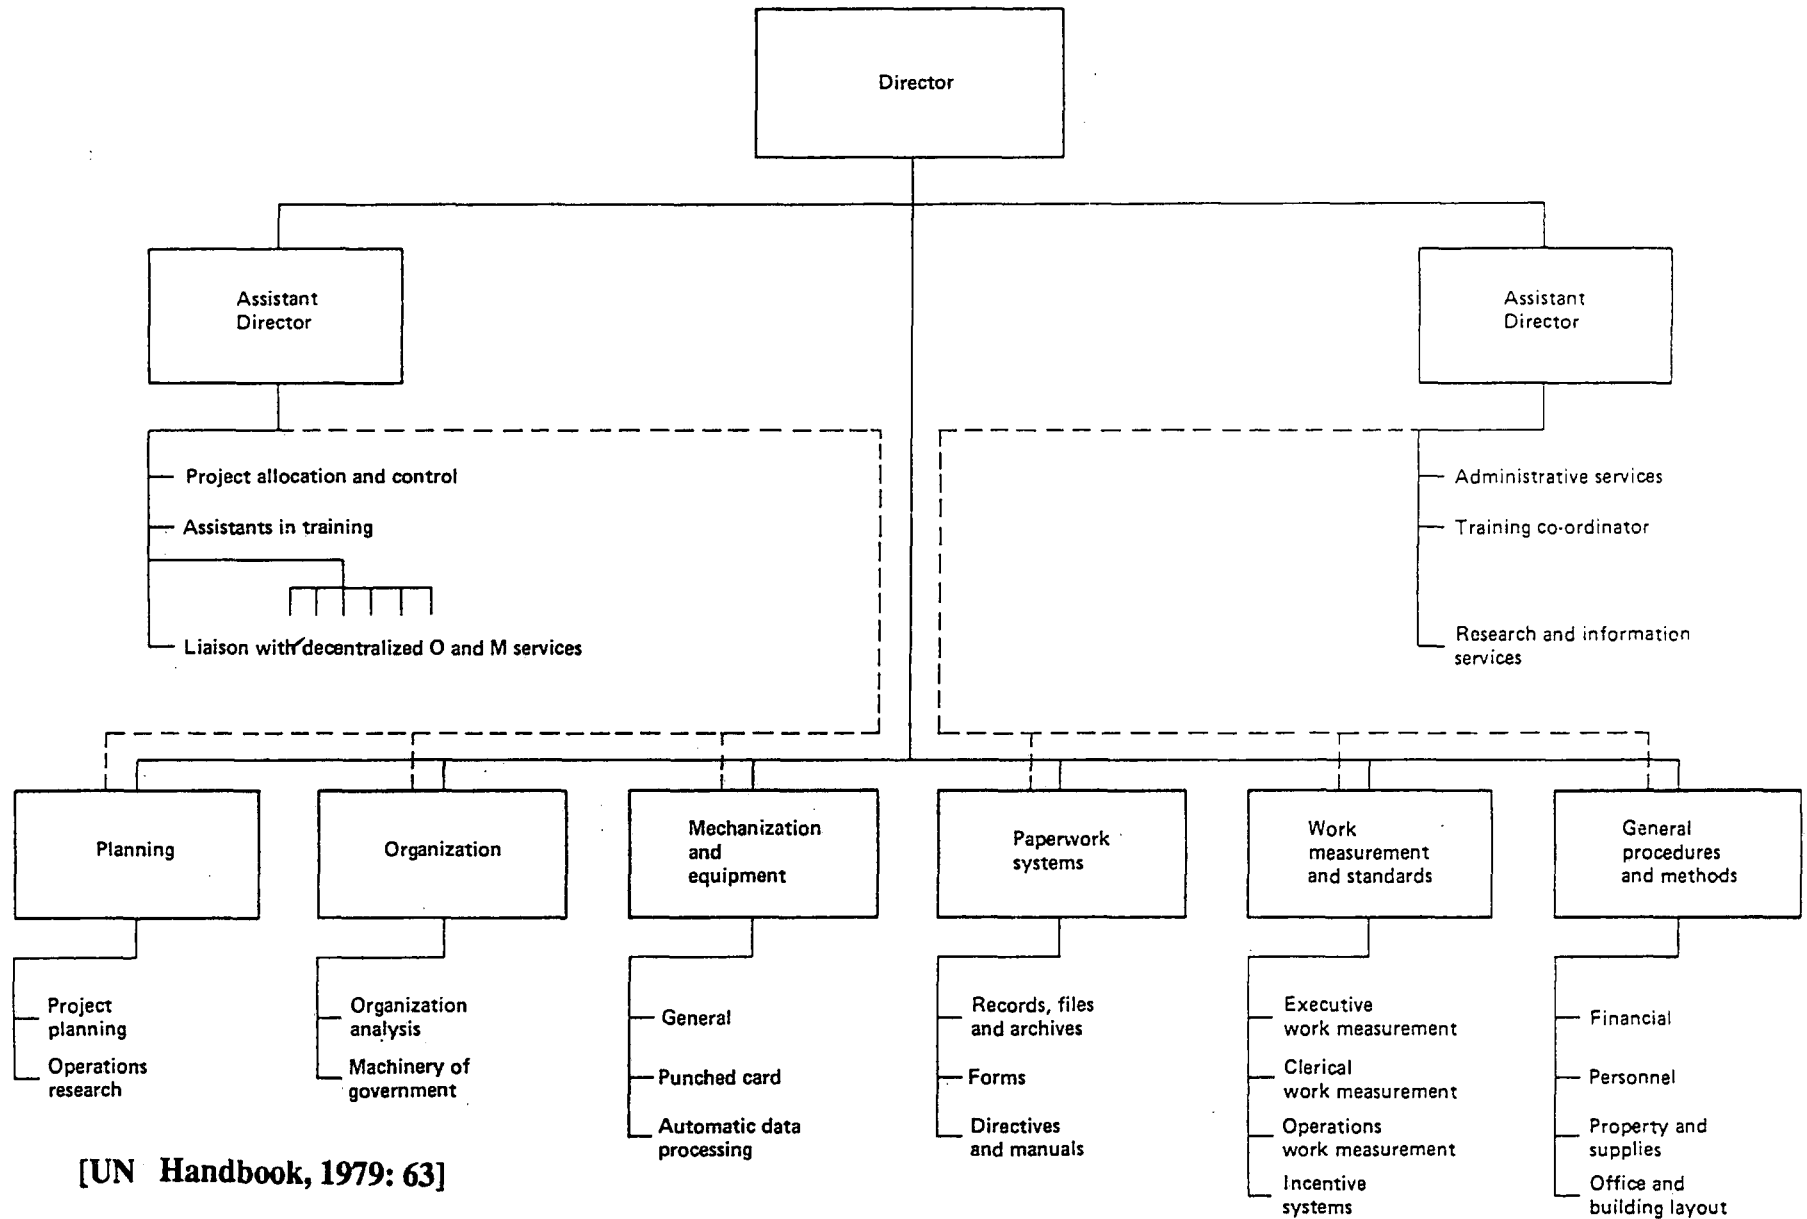 Director
Assistant
Director
Assistant
Director
Project allocation and control
Assistants in training
Liaison with decentralized O and M services
Administrative services
Training co-ordinator
Research and information
services
Planning
Organization
Mechanization
and
equipment
Paperwork
systems
Work
measurement
and standards
General
procedures
and methods
Project
planning
Operations
research
Organization
analysis
Machinery of
government
General
Punched card
Automatic data
processing
Records, files
and archives
Forms
Directives
and manuals
Executive
work measurement
Clerical
work measurement
Operations
work measurement
Incentive
systems
Financial
Personnel
Property and
supplies
Office and
building layout
[UN Handbook, 1979: 63]